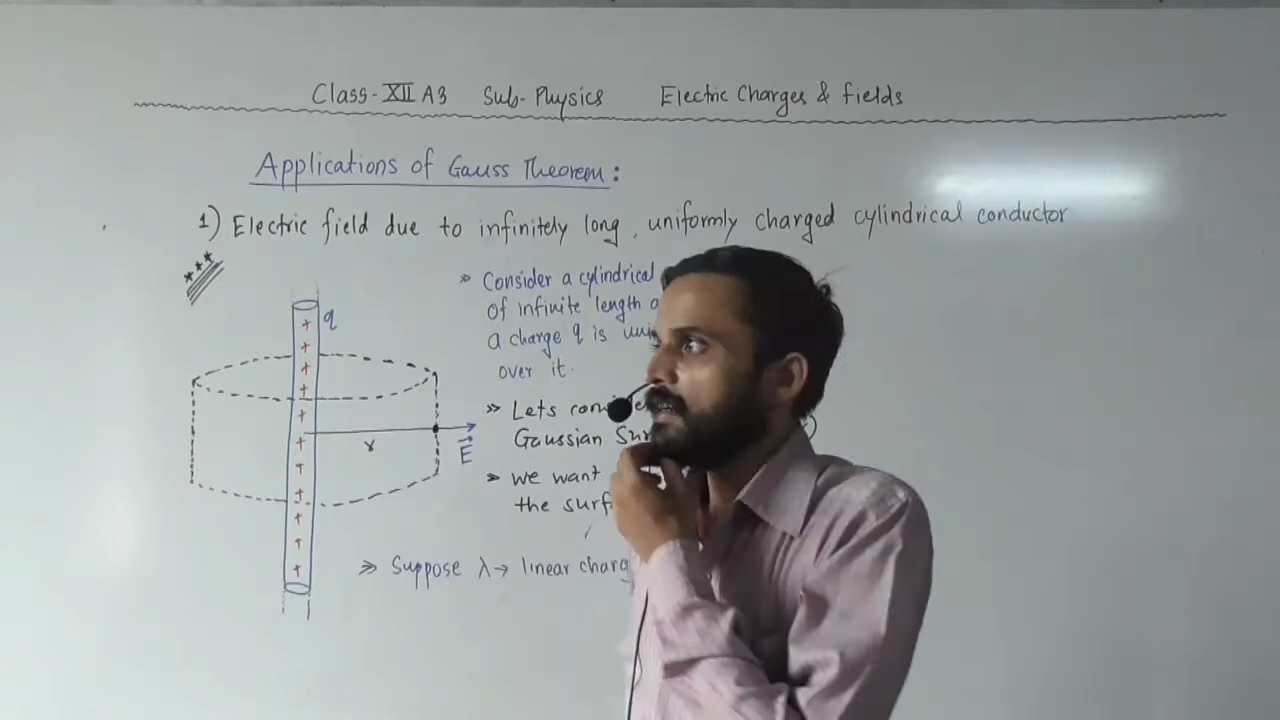 Class-XII A3 Sub-Physics Electric Charges & Fields
Applications of Gauss Theorem:
1) Electric field due to infinitely long, uniformly charged cylindrical conductor
» Consider a cylindrical
of infinite length
a charge q is
over it.
» Lets
Gaussian
» we want
the
» Suppose λ→ linear
q
+
+
+
+
+
+
+
+
+
+
+
r
E